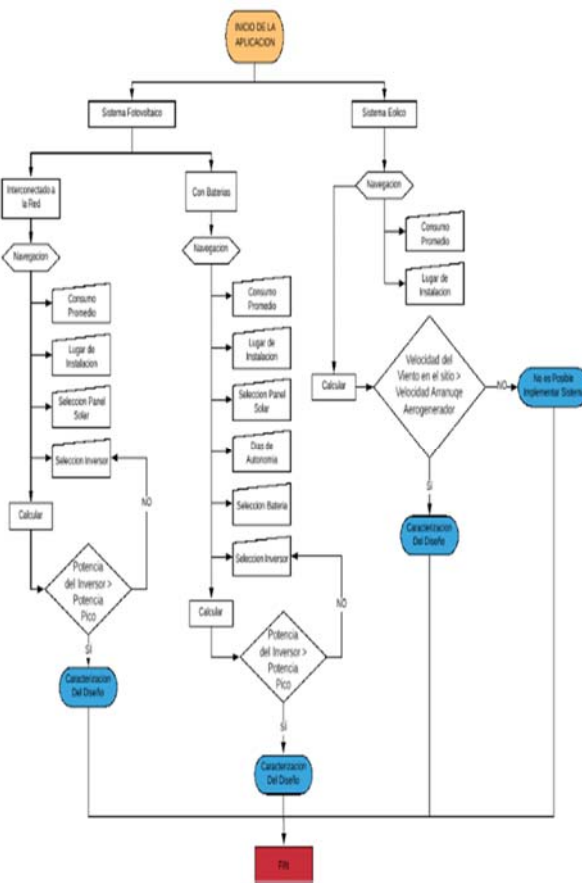 INICIO DE LA
APLICACION
Sistema Fotovoltaico
Sistema Eolico
Interconectado a
la Red
Con Baterias
Navegacion
Navegacion
Navegacion
Consumo
Promedio
Lugar de
Instalacion
Seleccion Panel
Solar
Seleccion Inversor
Calcular
NO
Potencia
del Inversor >
Potencia
Pico
SI
Caracterizacion
Del Diseño
Consumo
Promedio
Lugar de
Instalacion
Seleccion Panel
Solar
Dias de
Autonomia
Seleccion Bateria
Seleccion Inversor
Calcular
NO
Potencia
del Inversor >
Potencia
Pico
SI
Caracterizacion
Del Diseño
Consumo
Promedio
Lugar de
Instalacion
Calcular
Velocidad del
Viento en el sitio >
Velocidad Arranuqe
Aerogenerador
NO
No es Posible
Implementar Sistema
SI
Caracterizacion
Del Diseño
FIN